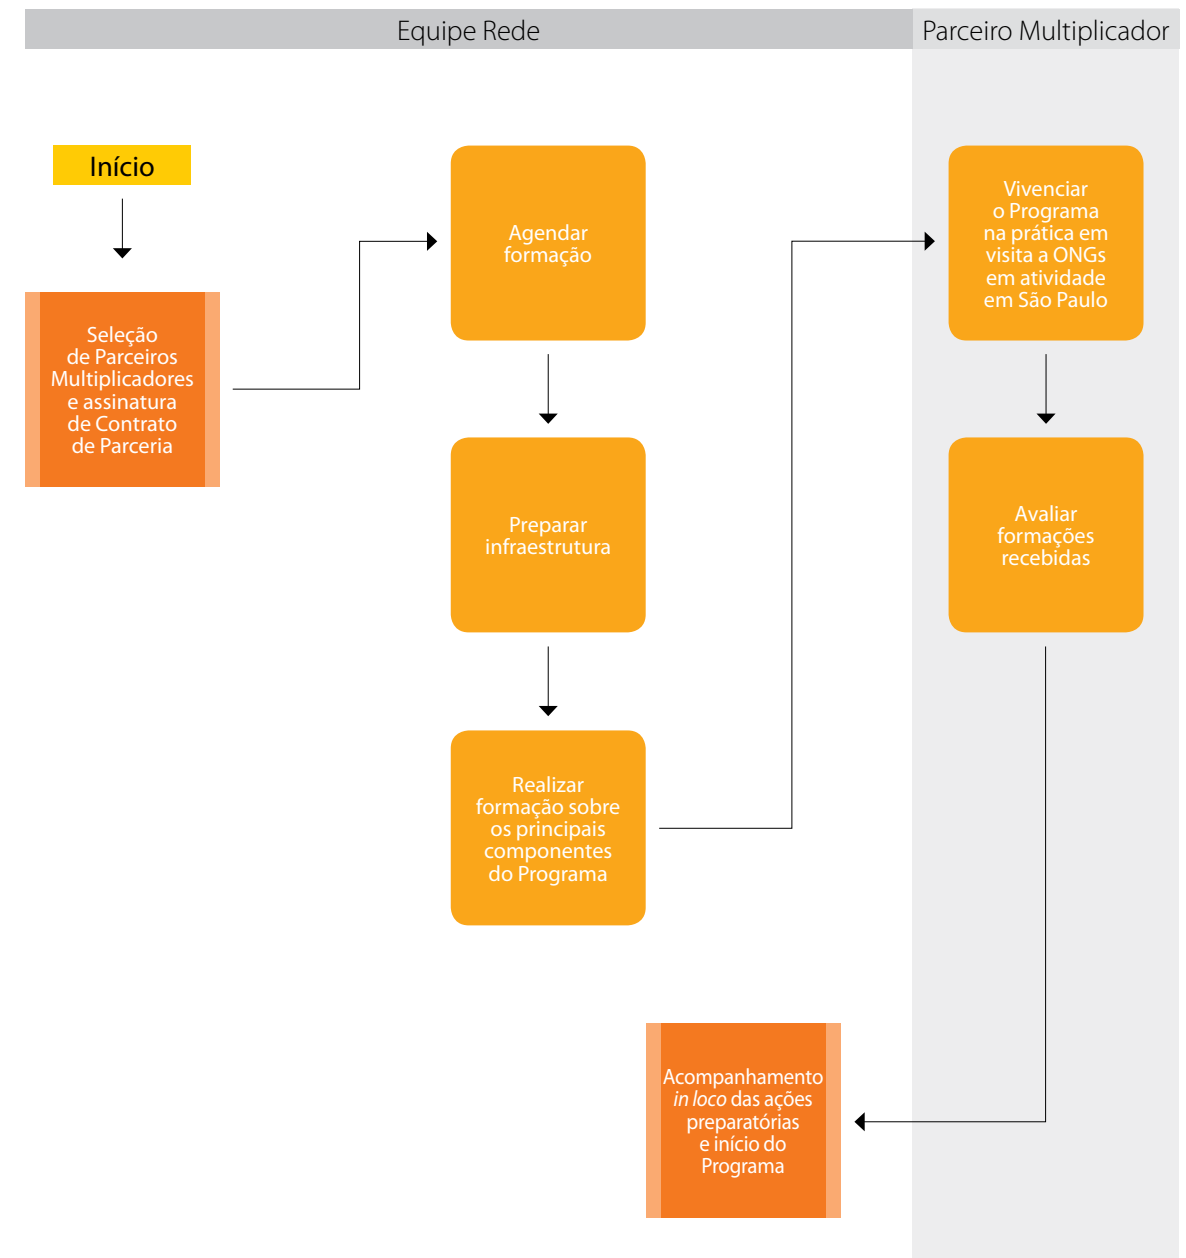 Equipe Rede
Parceiro Multiplicador
Início
Seleção
de Parceiros
Multiplicadores
e assinatura
de Contrato
de Parceria
Agendar
formação
Preparar
infraestrutura
Realizar
formação sobre
os principais
componentes
do Programa
Vivenciar
o Programa
na prática em
visita a ONGs
em atividade
em São Paulo
Avaliar
formações
recebidas
Acompanhamento
in loco das ações
preparatórias
e início do
Programa